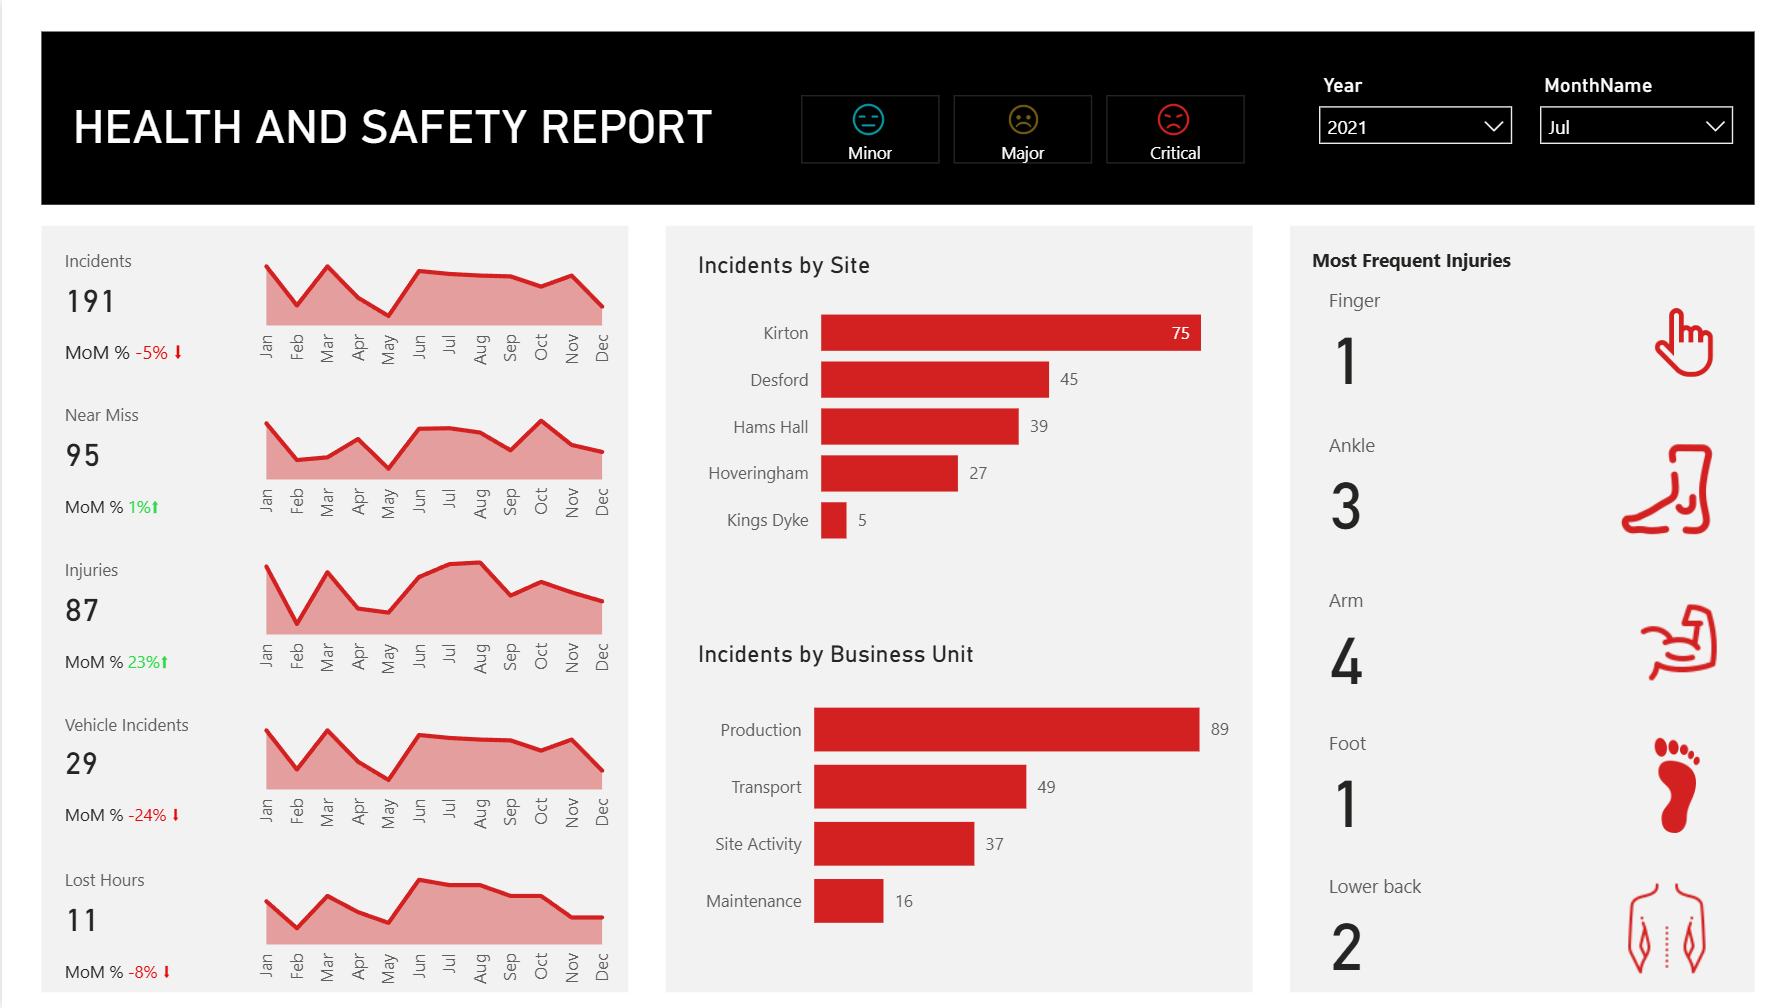 HEALTH AND SAFETY REPORT
Minor
Major
Critical
Year
2021
MonthName
Jul
Incidents
191
MoM % -5%
Jan Feb Mar Apr May Jun Jul Aug Sep Oct Nov Dec
Near Miss
95
MoM % 1%
Jan Feb Mar Apr May Jun Jul Aug Sep Oct Nov Dec
Injuries
87
MoM % 23%
Jan Feb Mar Apr May Jun Jul Aug Sep Oct Nov Dec
Vehicle Incidents
29
MoM % -24%
Jan Feb Mar Apr May Jun Jul Aug Sep Oct Nov Dec
Lost Hours
11
MoM % -8%
Jan Feb Mar Apr May Jun Jul Aug Sep Oct Nov Dec
Incidents by Site
Kirton 75
Desford 45
Hams Hall 39
Hoveringham 27
Kings Dyke 5
Incidents by Business Unit
Production 89
Transport 49
Site Activity 37
Maintenance 16
Most Frequent Injuries
Finger
1
Ankle
3
Arm
4
Foot
1
Lower back
2